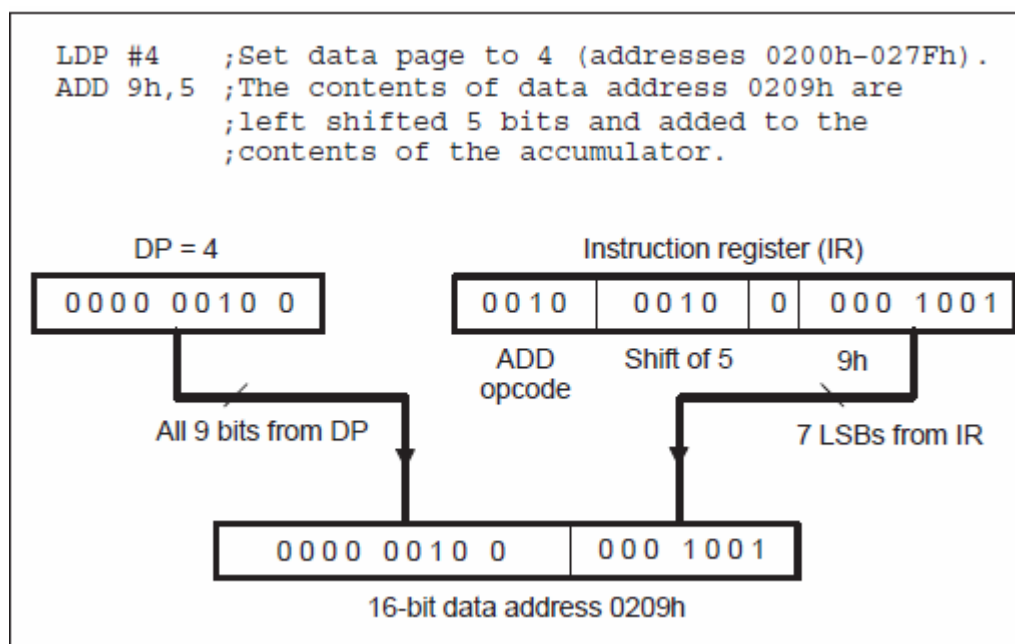 LDP #4 ;Set data page to 4 (addresses 0200h–027Fh).
ADD 9h,5 ;The contents of data address 0209h are
;left shifted 5 bits and added to the
;contents of the accumulator.
DP = 4
Instruction register (IR)
0000 0010 0
0010 0010 0 000 1001
ADD opcode
Shift of 5
9h
All 9 bits from DP
7 LSBs from IR
0000 0010 0 000 1001
16-bit data address 0209h